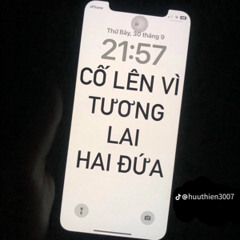 Thứ Bảy, 30 tháng 9
21:57
CỐ LÊN VÌ
TƯƠNG
LAI
HAI ĐỨA
@huuthien3007